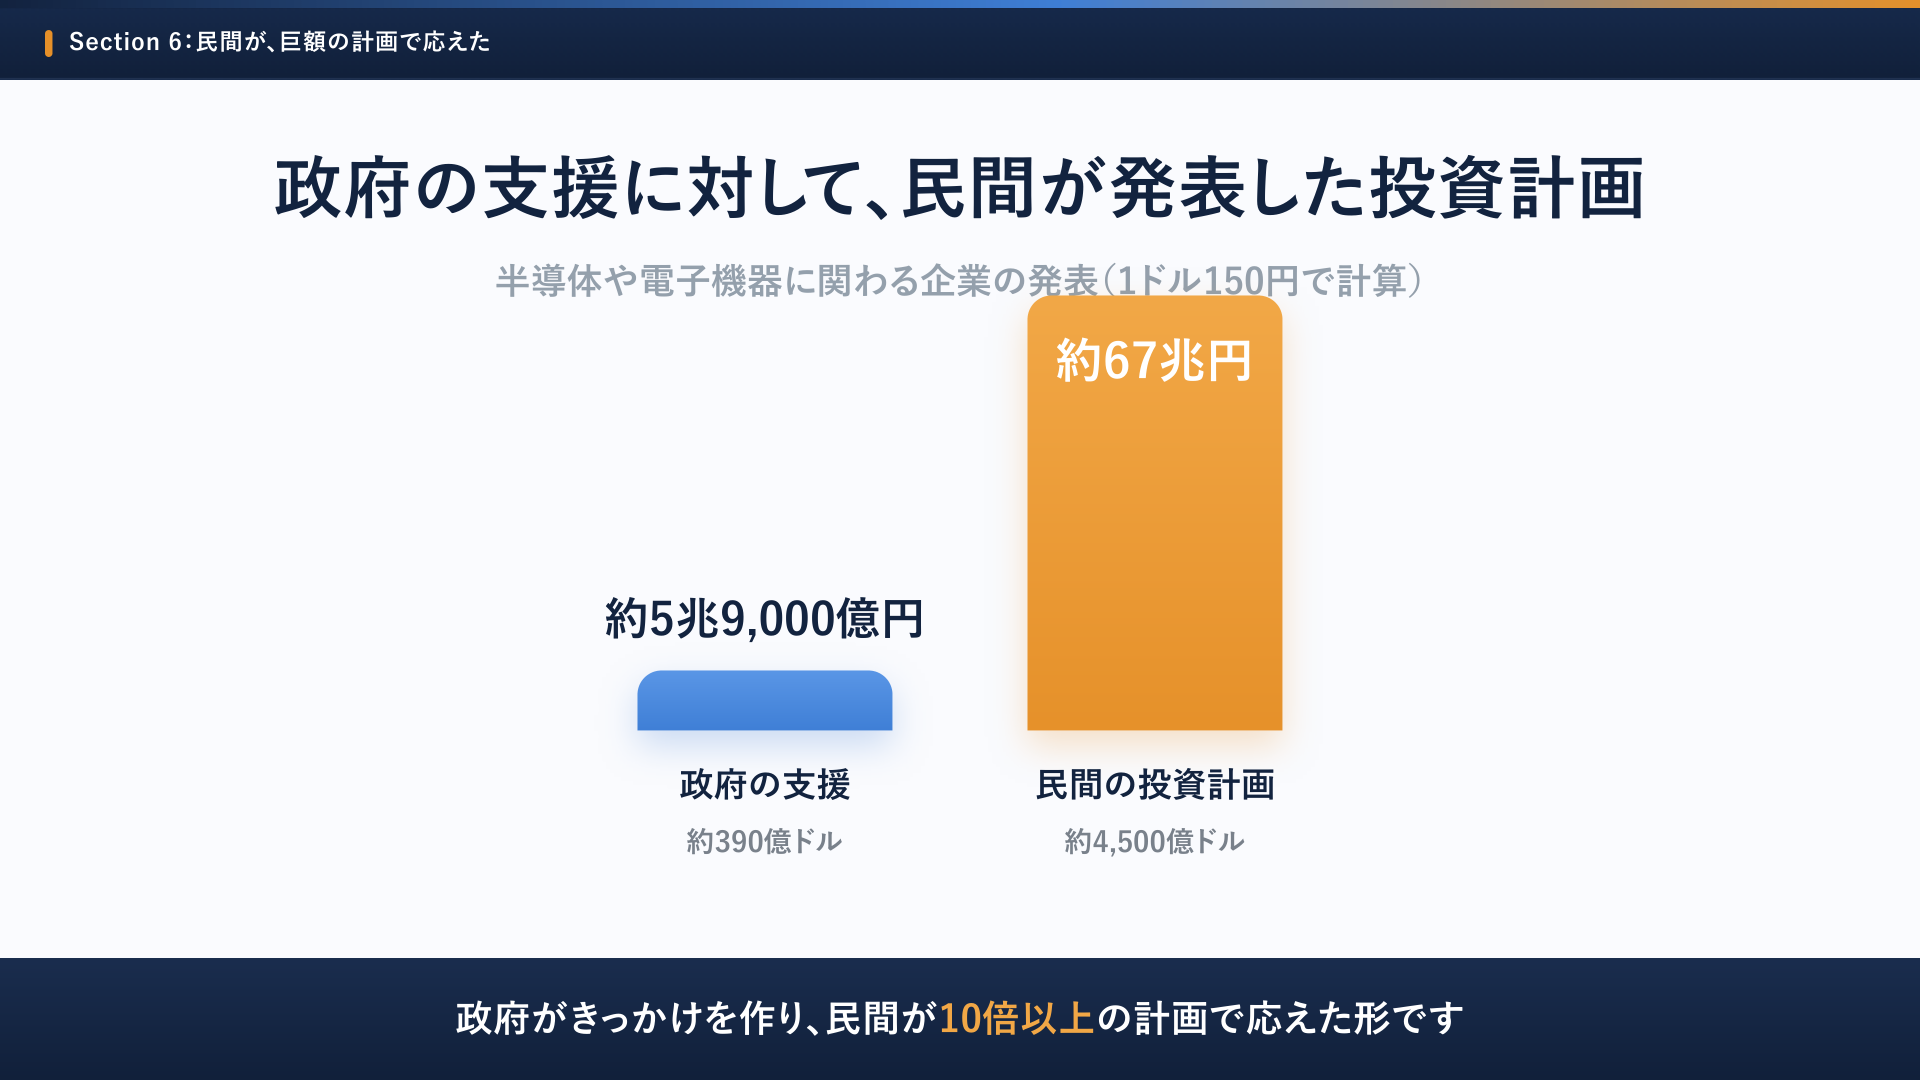 Section 6：民間が、巨額の計画で応えた
政府の支援に対して、民間が発表した投資計画
半導体や電子機器に関わる企業の発表（1ドル150円で計算）
約67兆円
約5兆9,000億円
政府の支援
民間の投資計画
約390億ドル
約4,500億ドル
政府がきっかけを作り、民間が10倍以上の計画で応えた形です